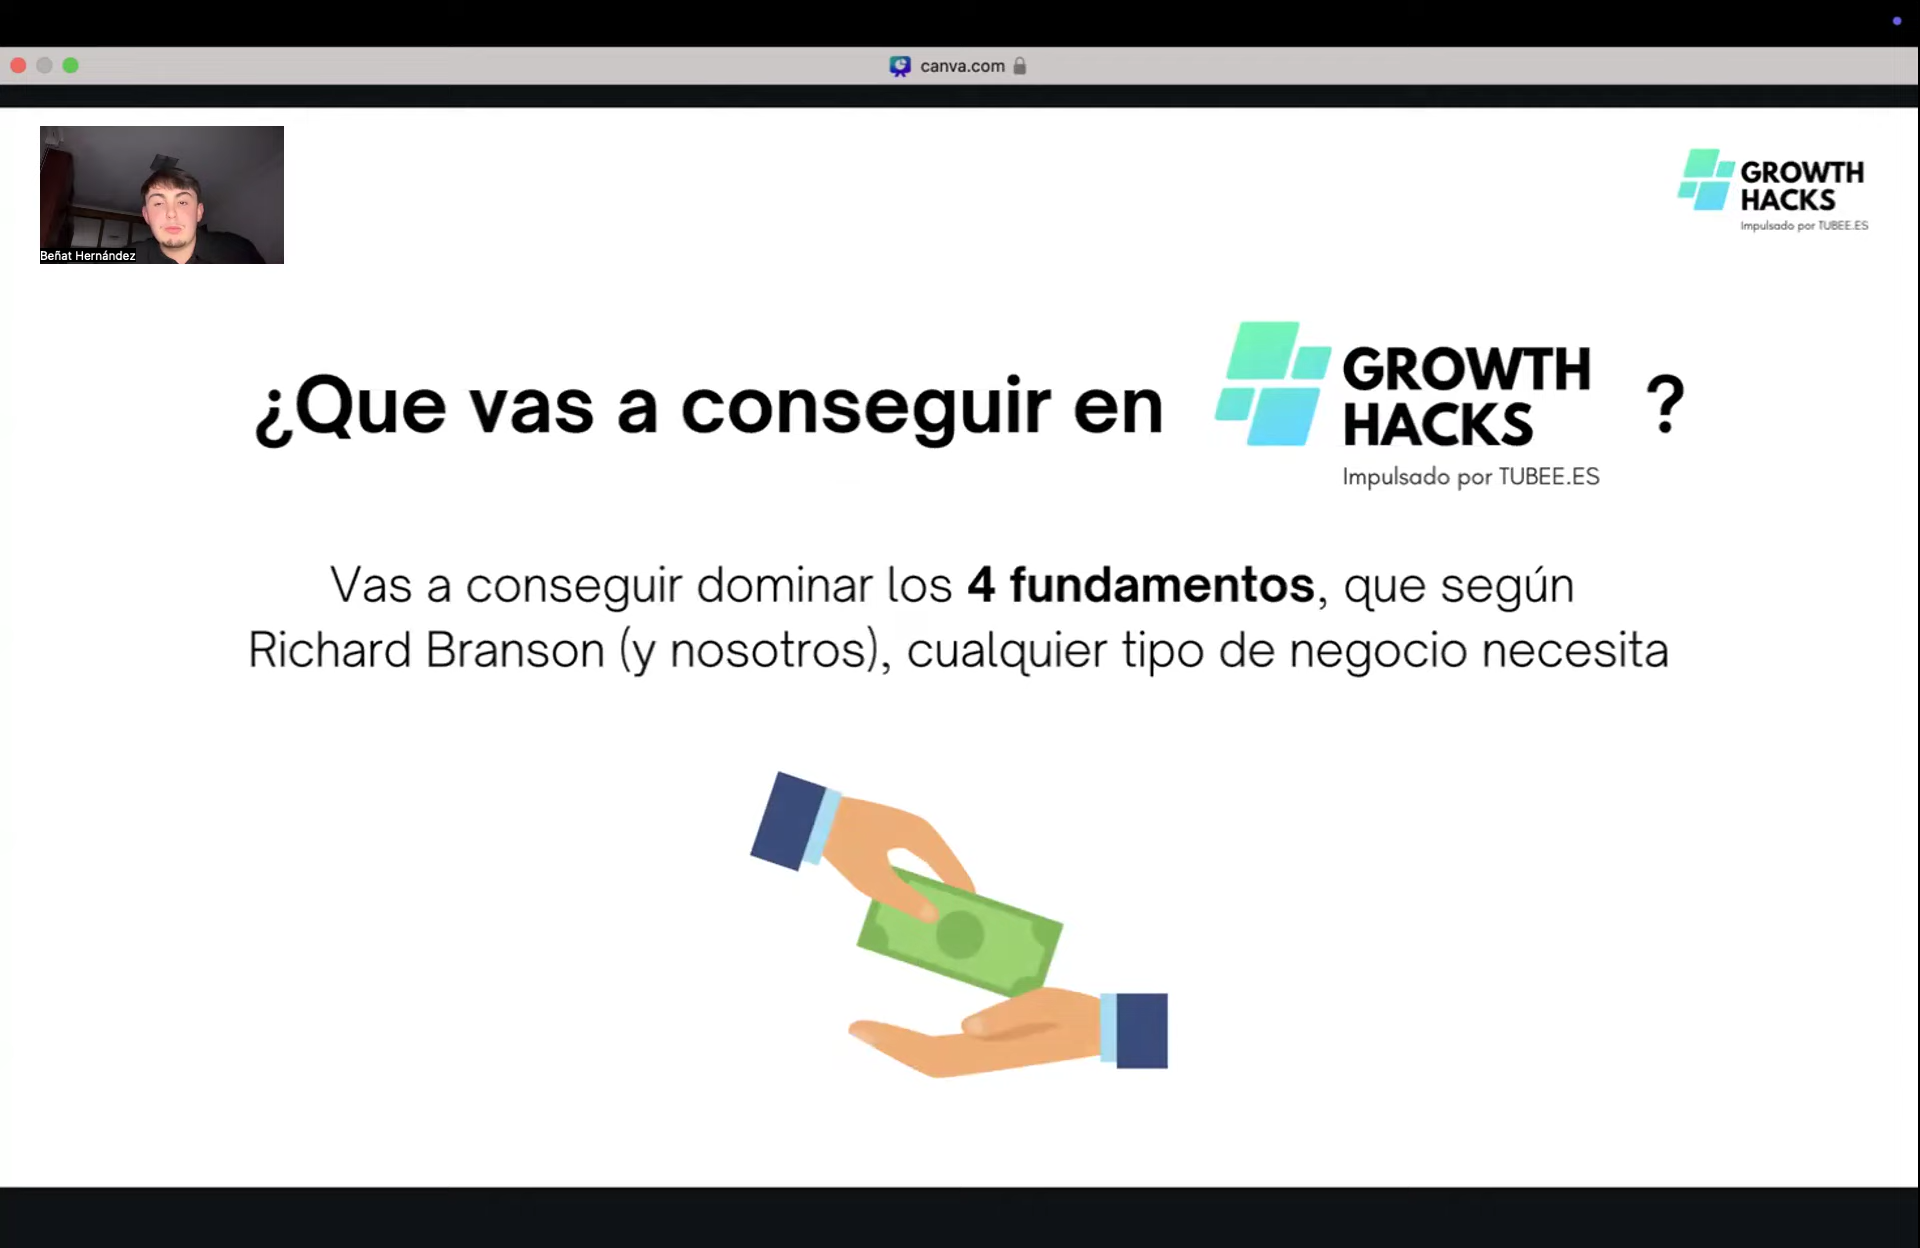 canva.com
Beñat Hernández
GROWTH
HACKS
Impulsado por TUBEE.ES
¿Que vas a conseguir en GROWTH HACKS ?
Impulsado por TUBEE.ES
Vas a conseguir dominar los 4 fundamentos, que según
Richard Branson (y nosotros), cualquier tipo de negocio necesita